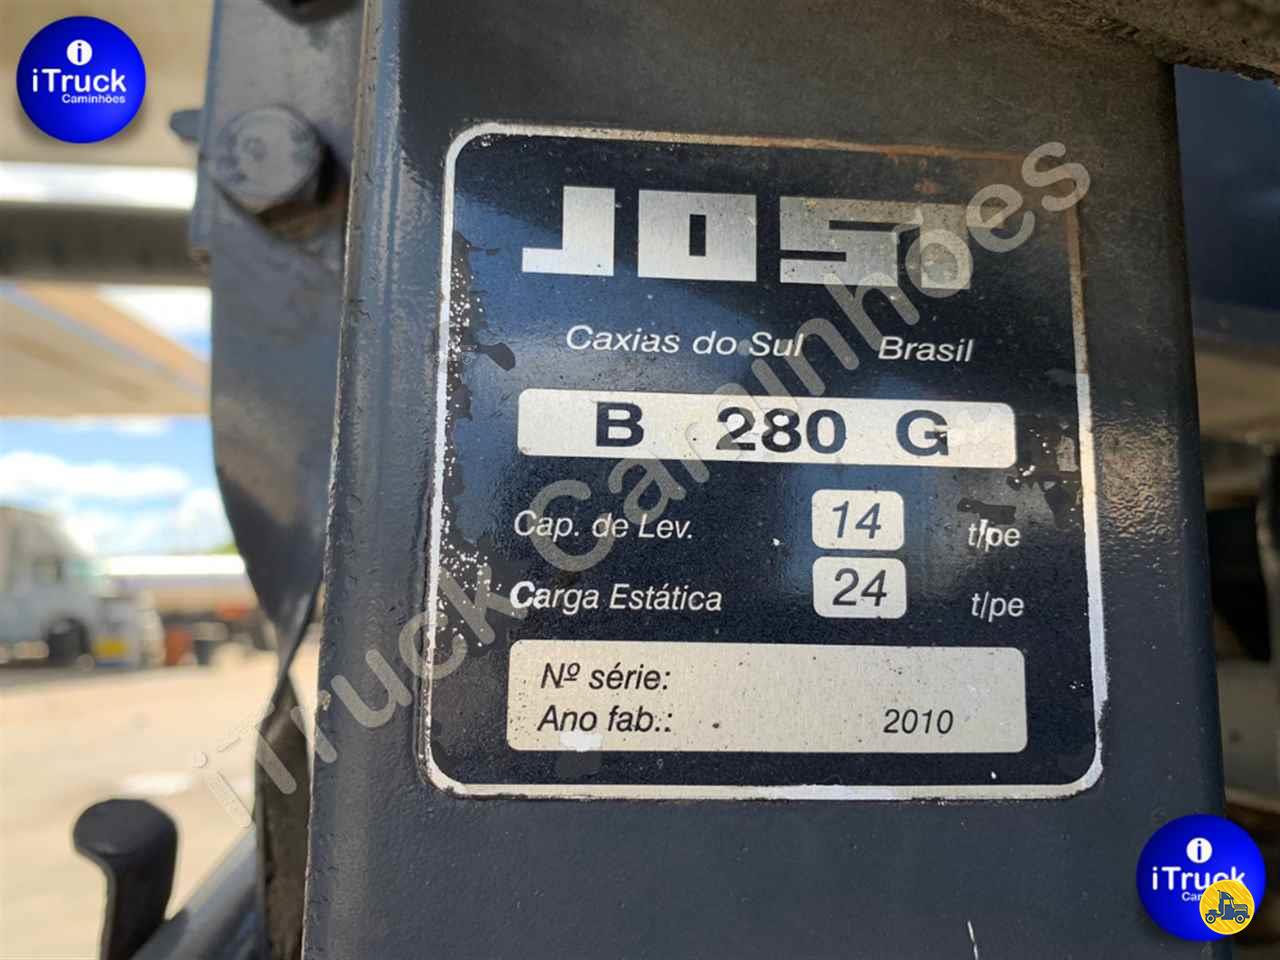 i
iTruck
Caminhões
JOST
Caxias do Sul Brasil
B 280 G
Cap. de Lev. 14 t/pe
Carga Estática 24 t/pe
Nº série:
Ano fab.: 2010
iTruck Caminhões
i
iTruck